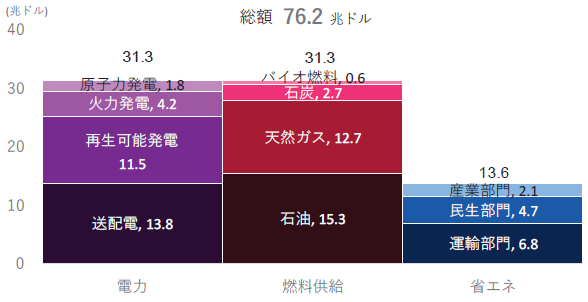 (兆ドル)
総額 76.2 兆ドル
40
31.3
31.3
原子力発電, 1.8
バイオ燃料, 0.6
30
火力発電, 4.2
石炭, 2.7
再生可能発電
11.5
天然ガス, 12.7
20
13.6
産業部門, 2.1
10
送配電, 13.8
石油, 15.3
民生部門, 4.7
運輸部門, 6.8
0
電力
燃料供給
省エネ